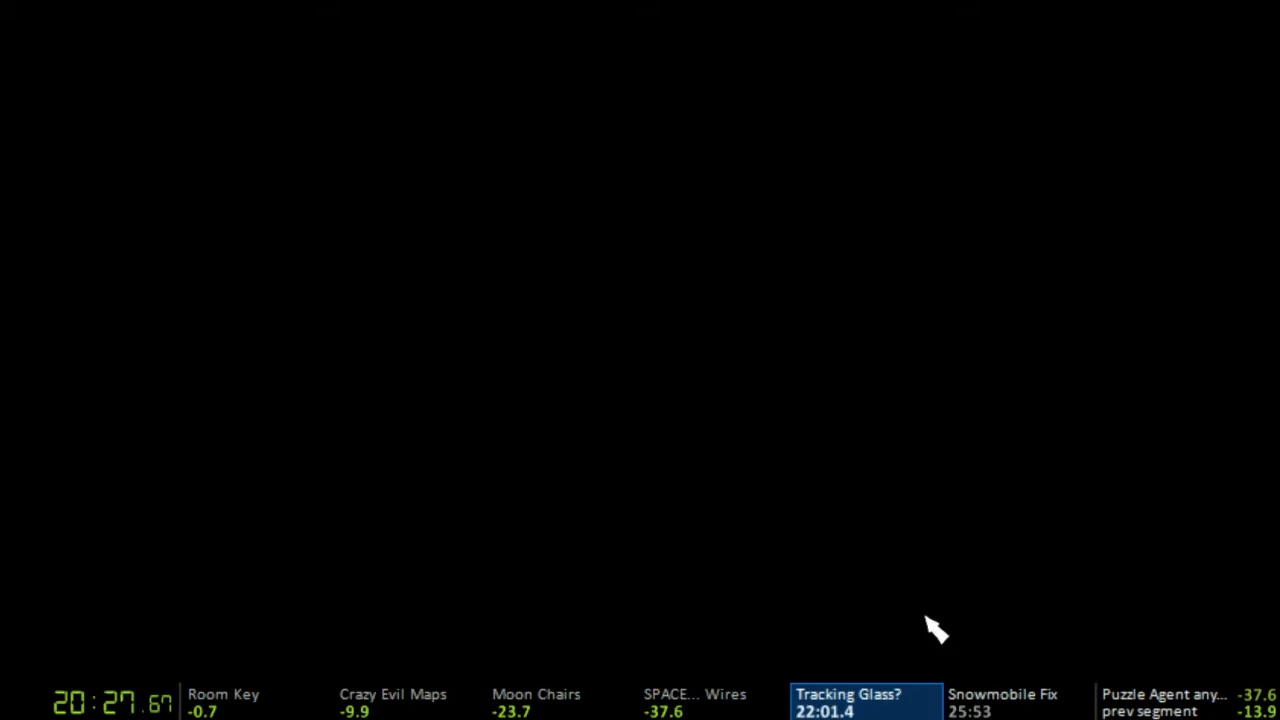 20:27.67
Room Key
-0.7
Crazy Evil Maps
-9.9
Moon Chairs
-23.7
SPACE... Wires
-37.6
Tracking Glass?
22:01.4
Snowmobile Fix
25:53
Puzzle Agent any... -37.6
prev segment -13.9